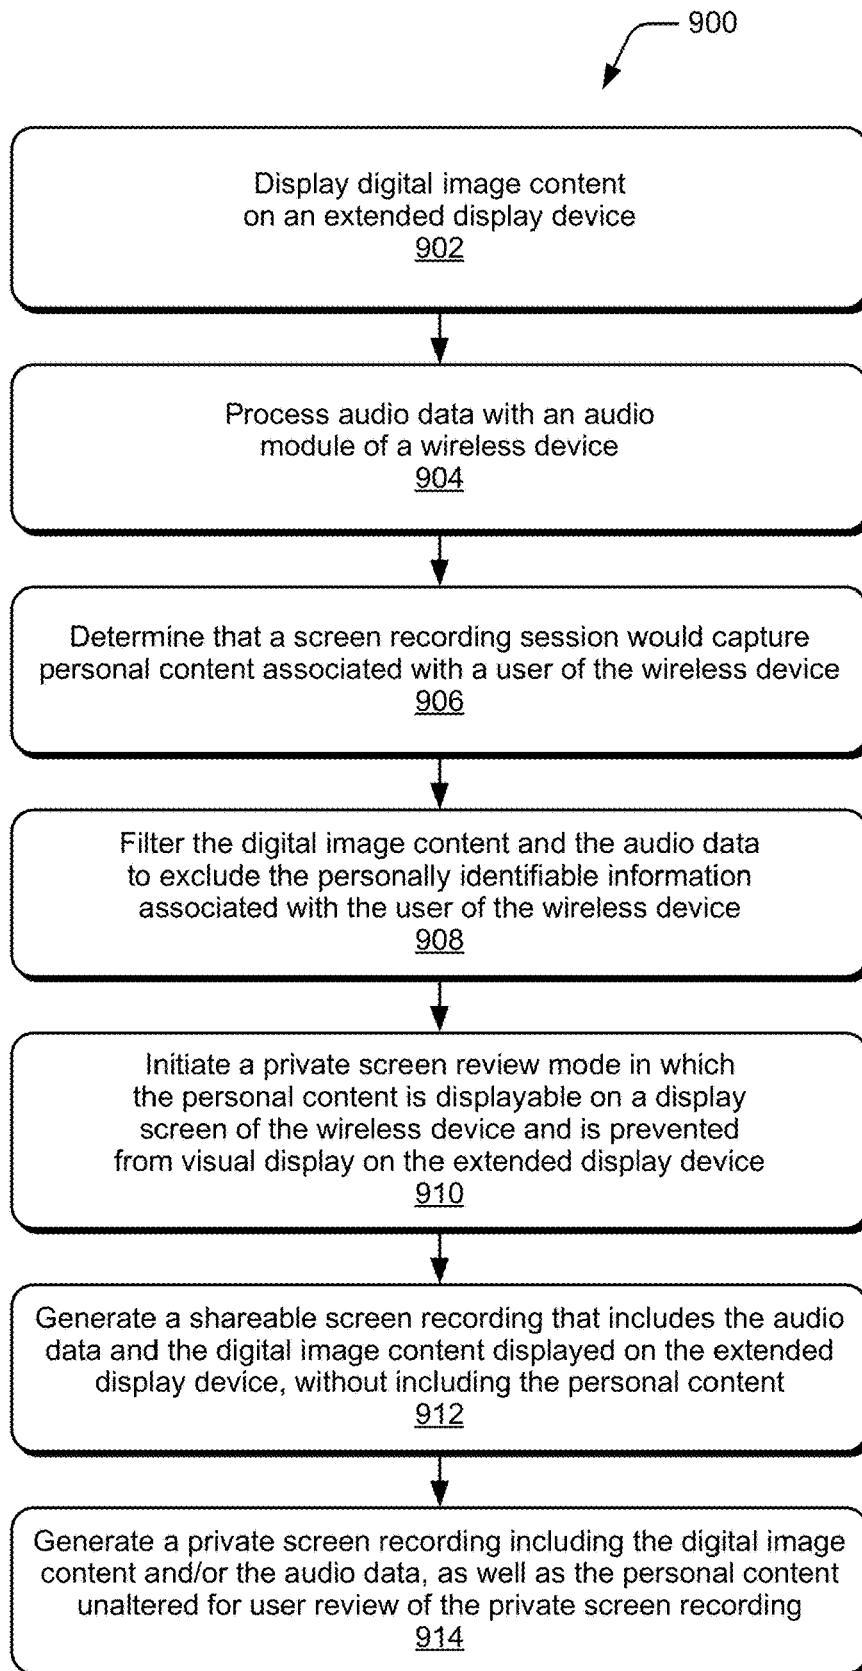 900
Display digital image content
on an extended display device
902
Process audio data with an audio
module of a wireless device
904
Determine that a screen recording session would capture
personal content associated with a user of the wireless device
906
Filter the digital image content and the audio data
to exclude the personally identifiable information
associated with the user of the wireless device
908
Initiate a private screen review mode in which
the personal content is displayable on a display
screen of the wireless device and is prevented
from visual display on the extended display device
910
Generate a shareable screen recording that includes the audio
data and the digital image content displayed on the extended
display device, without including the personal content
912
Generate a private screen recording including the digital image
content and/or the audio data, as well as the personal content
unaltered for user review of the private screen recording
914